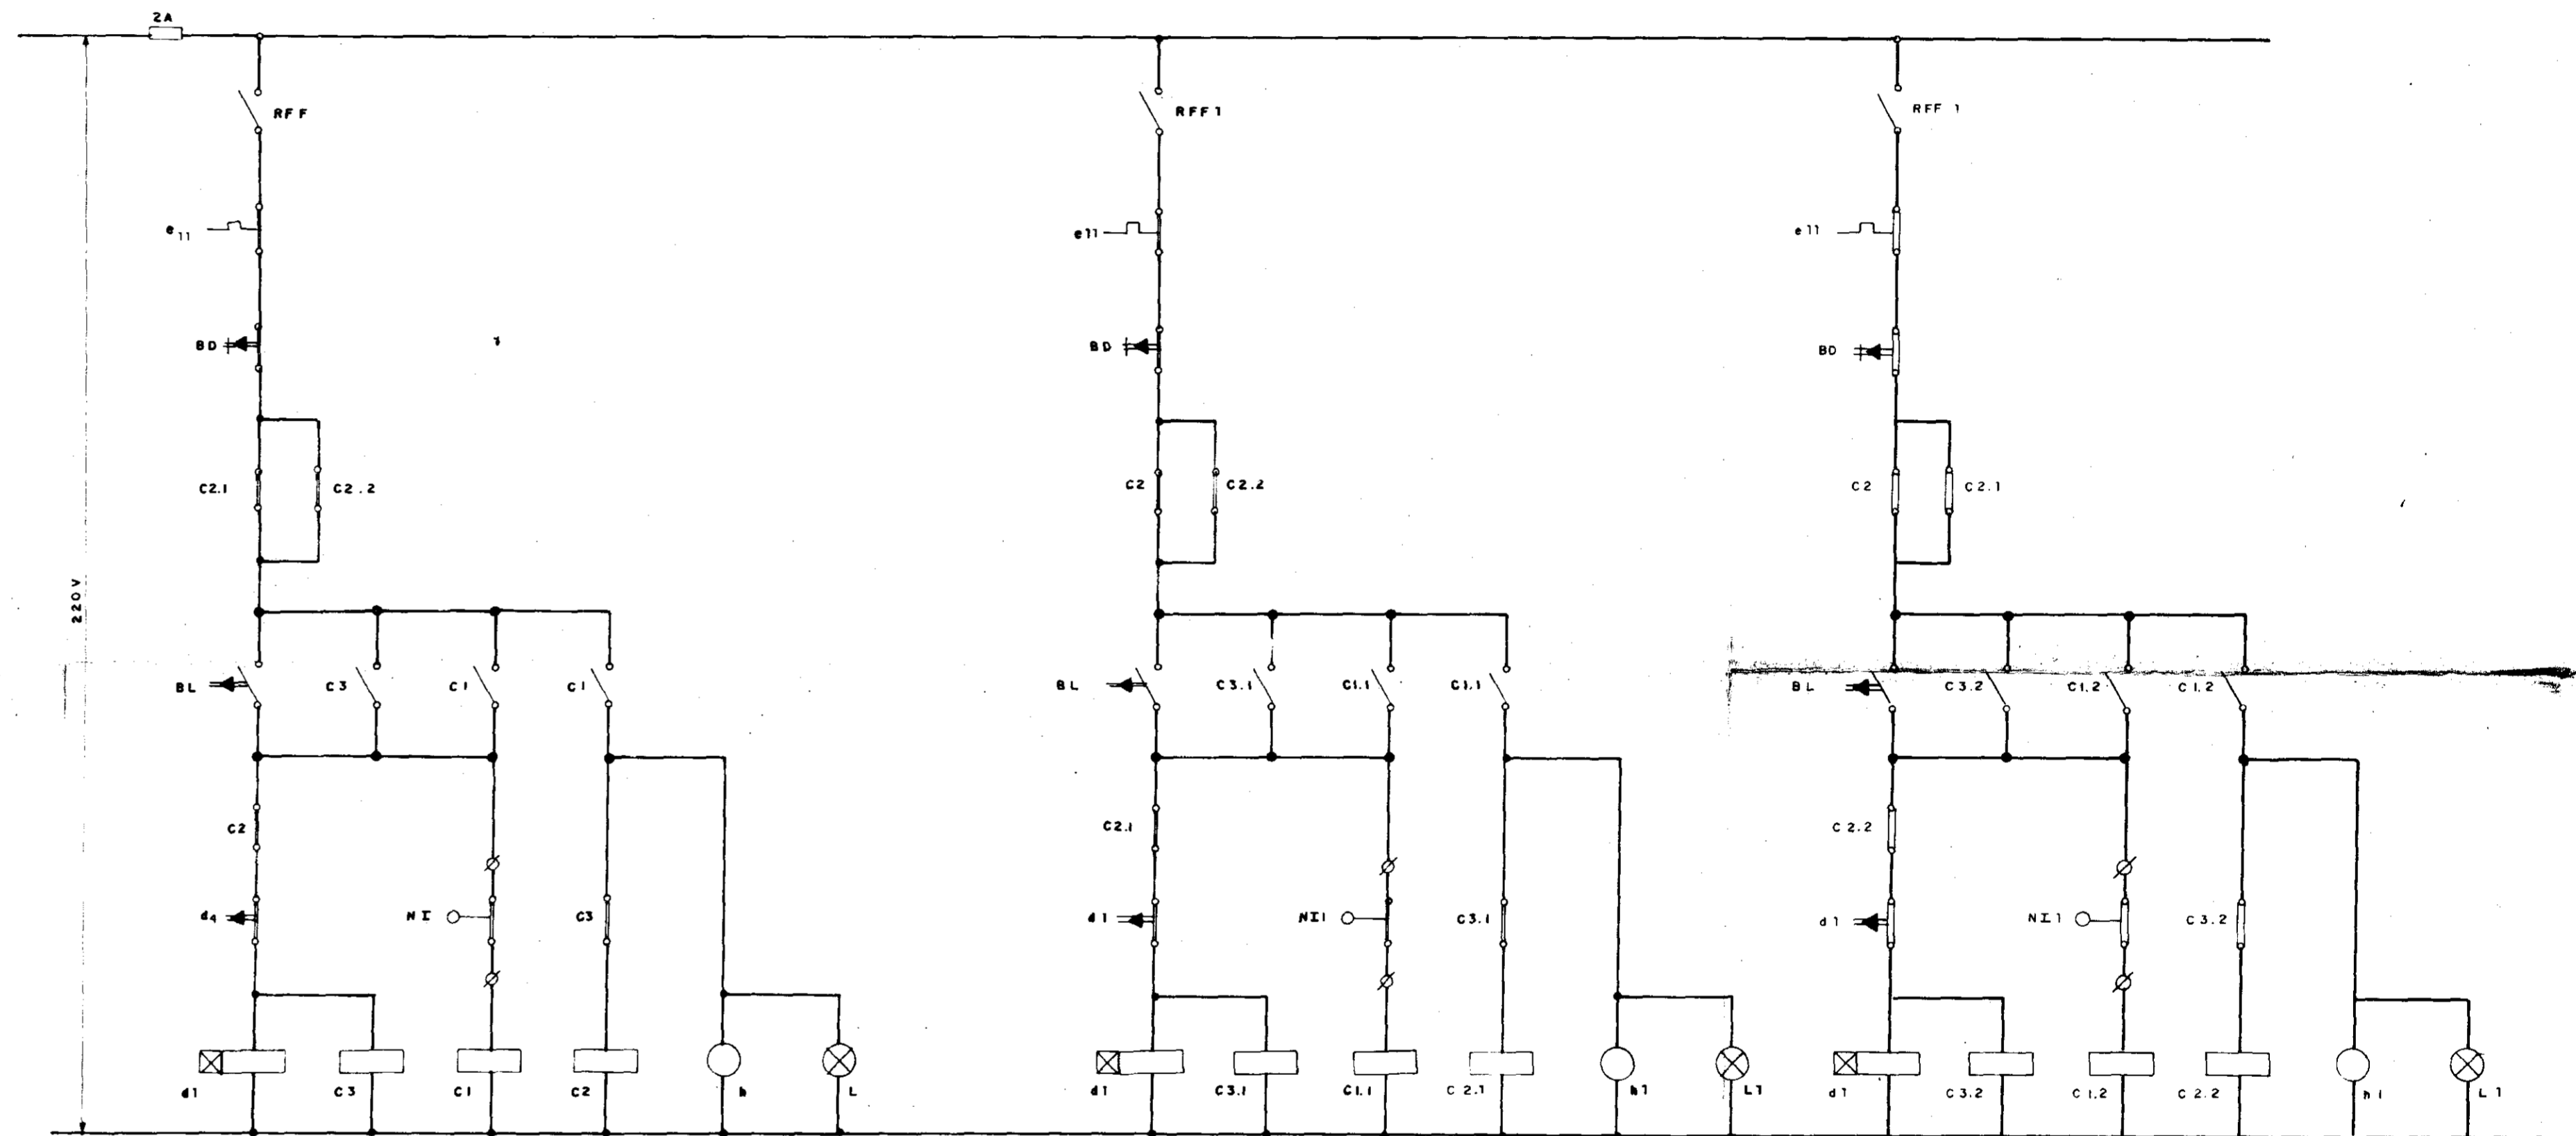 2A
RFF
RFF1
RFF 1
e11
e11
e11
BD
BD
BD
C2.1
C2.2
C2
C2.2
C2
C2.1
220V
BL
C3
C1
C1
BL
C3.1
C1.1
C1.1
BL
C3.2
C1.2
C1.2
C2
C2.1
C2.2
d4
NI
C3
d1
NI1
C3.1
d1
NI1
C3.2
d1
C3
C1
C2
h
L
d1
C3.1
C1.1
C2.1
h1
L1
d1
C3.2
C1.2
C2.2
h1
L1